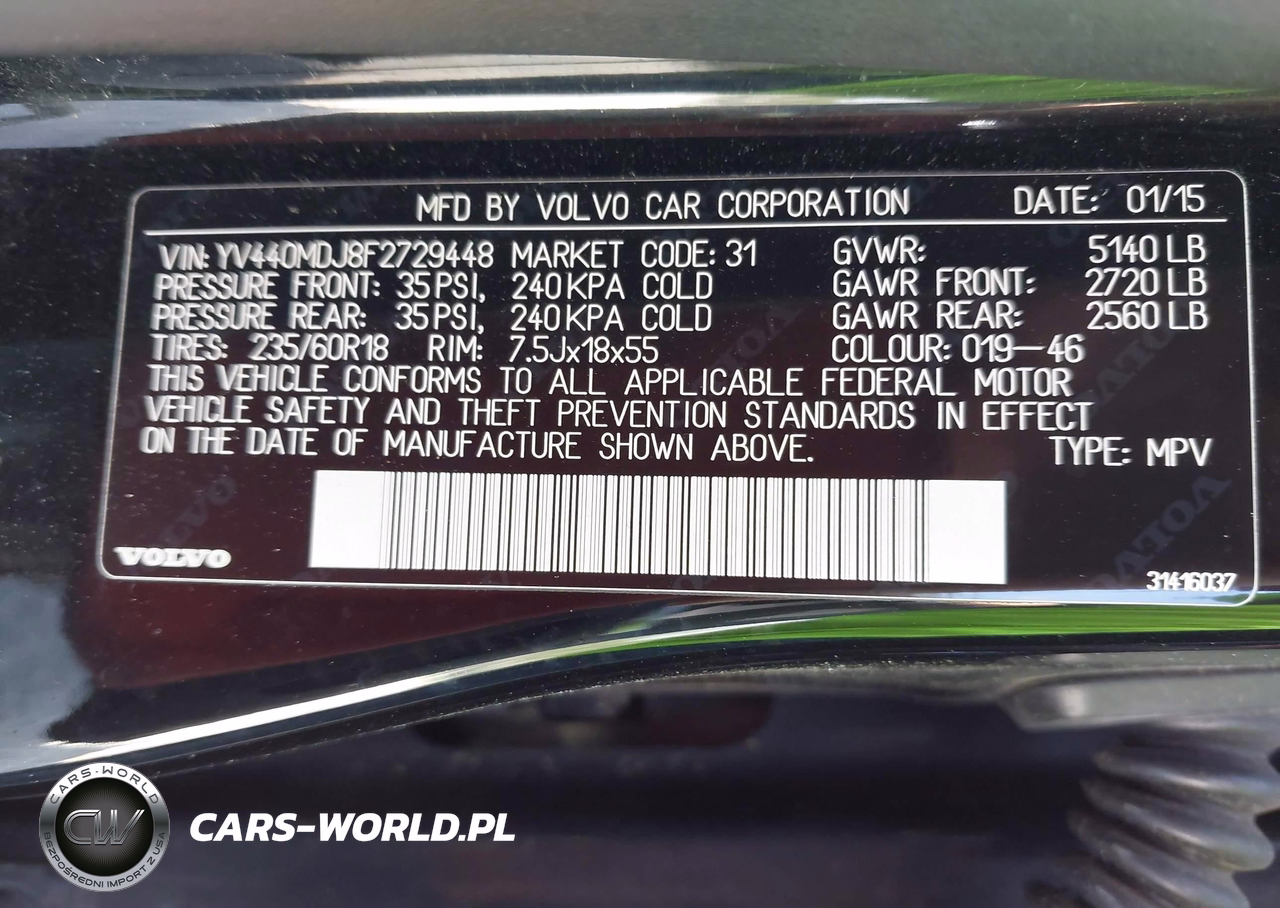 MFD BY VOLVO CAR CORPORATION DATE: 01/15
VIN: YV440MDJ8F2729448 MARKET CODE: 31 GVWR: 5140 LB
PRESSURE FRONT: 35 PSI, 240 KPA COLD GAWR FRONT: 2720 LB
PRESSURE REAR: 35 PSI, 240 KPA COLD GAWR REAR: 2560 LB
TIRES: 235/60R18 RIM: 7.5Jx18x55 COLOUR: 019-46
THIS VEHICLE CONFORMS TO ALL APPLICABLE FEDERAL MOTOR
VEHICLE SAFETY AND THEFT PREVENTION STANDARDS IN EFFECT
ON THE DATE OF MANUFACTURE SHOWN ABOVE. TYPE: MPV
VOLVO
31416037
CARS-WORLD
CW
BEZPOŚREDNI IMPORT Z USA
CARS-WORLD.PL